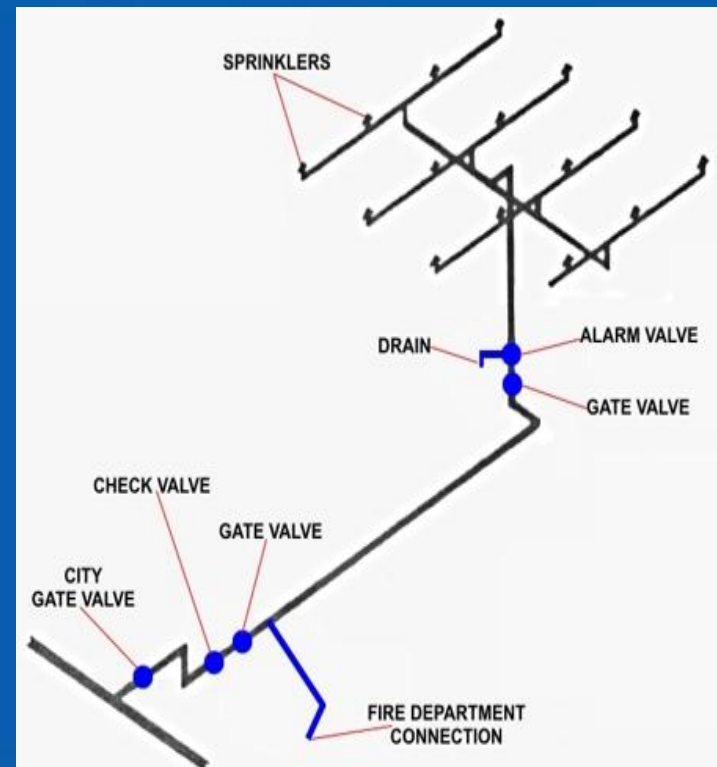 SPRINKLERS
DRAIN
ALARM VALVE
GATE VALVE
CHECK VALVE
GATE VALVE
CITY
GATE VALVE
FIRE DEPARTMENT
CONNECTION